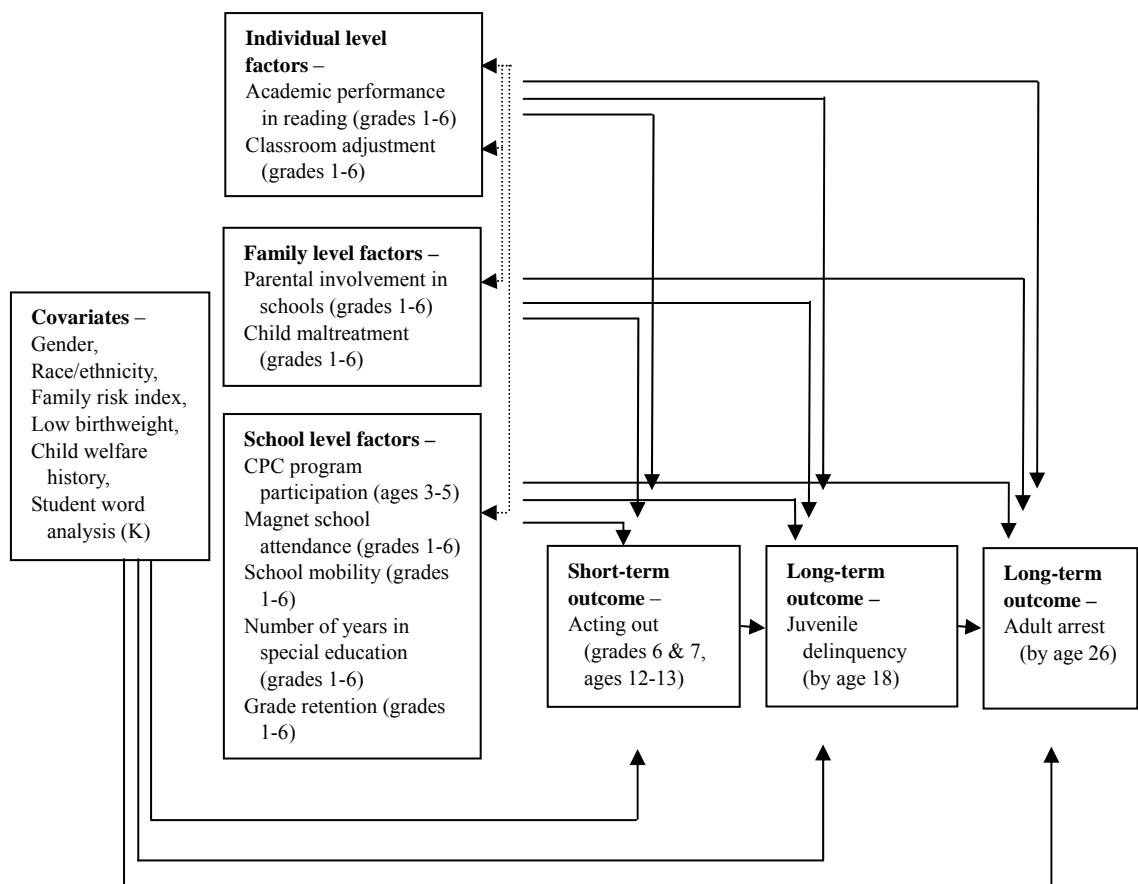 Individual level
factors –
Academic performance
in reading (grades 1-6)
Classroom adjustment
(grades 1-6)
Family level factors –
Parental involvement in
schools (grades 1-6)
Child maltreatment
(grades 1-6)
Covariates –
Gender,
Race/ethnicity,
Family risk index,
Low birthweight,
Child welfare
history,
Student word
analysis (K)
School level factors –
CPC program
participation (ages 3-5)
Magnet school
attendance (grades 1-6)
School mobility (grades
1-6)
Number of years in
special education
(grades 1-6)
Grade retention (grades
1-6)
Short-term
outcome –
Acting out
(grades 6 & 7,
ages 12-13)
Long-term
outcome –
Juvenile
delinquency
(by age 18)
Long-term
outcome –
Adult arrest
(by age 26)